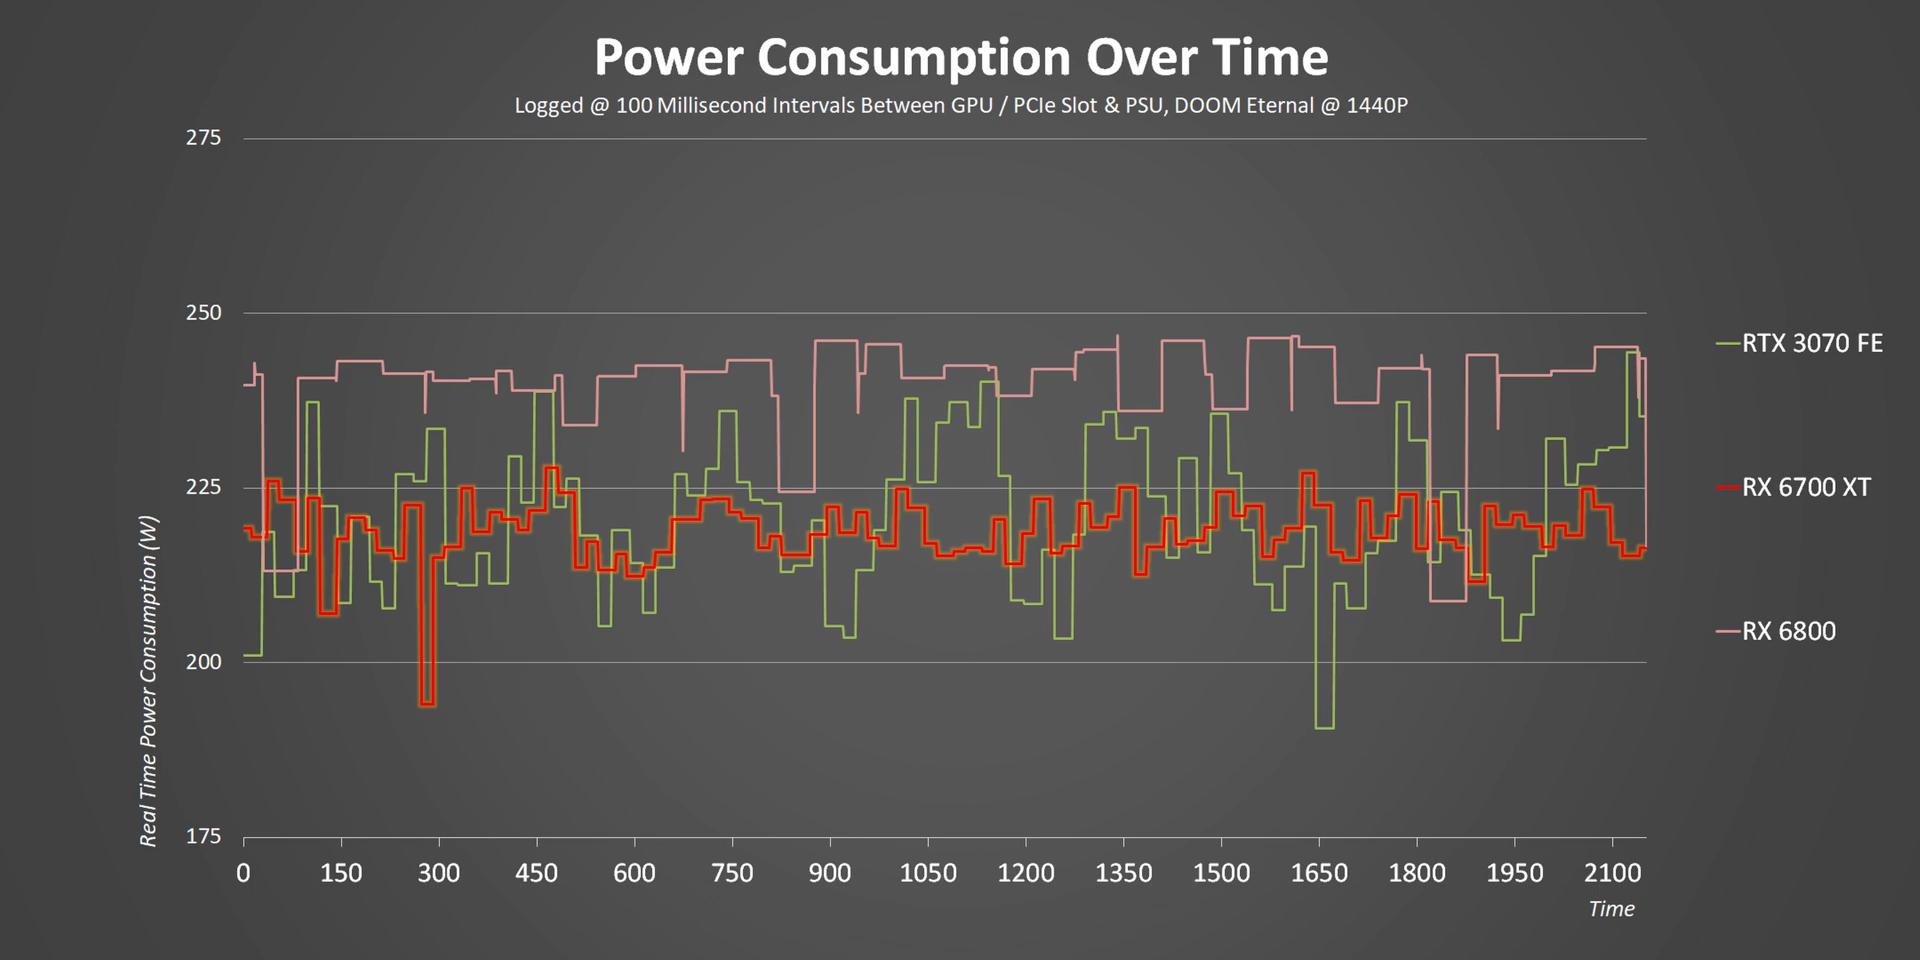 Power Consumption Over Time
Logged @ 100 Millisecond Intervals Between GPU / PCIe Slot & PSU, DOOM Eternal @ 1440P
275
250
225
200
175
Real Time Power Consumption (W)
0 150 300 450 600 750 900 1050 1200 1350 1500 1650 1800 1950 2100
Time
RTX 3070 FE
RX 6700 XT
RX 6800